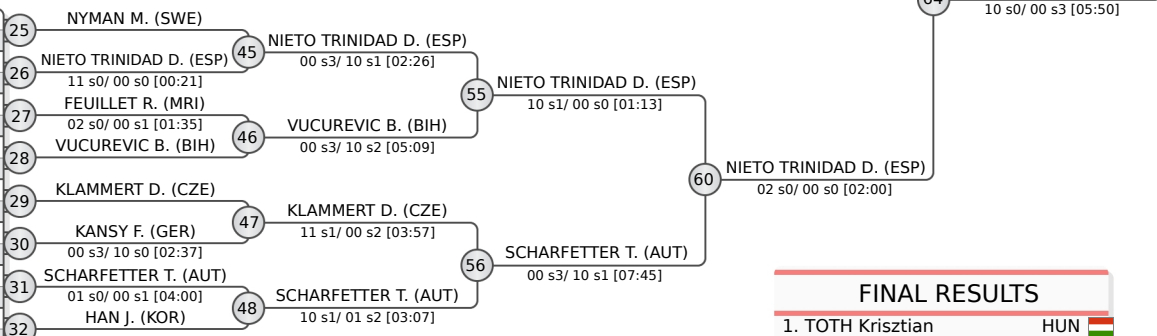 25
NYMAN M. (SWE)
26
NIETO TRINIDAD D. (ESP)
11 s0/ 00 s0 [00:21]
27
FEUILLET R. (MRI)
02 s0/ 00 s1 [01:35]
28
VUCUREVIC B. (BIH)
29
KLAMMERT D. (CZE)
30
KANSY F. (GER)
00 s3/ 10 s0 [02:37]
31
SCHARFETTER T. (AUT)
01 s0/ 00 s1 [04:00]
32
HAN J. (KOR)
45
NIETO TRINIDAD D. (ESP)
00 s3/ 10 s1 [02:26]
46
VUCUREVIC B. (BIH)
00 s3/ 10 s2 [05:09]
47
KLAMMERT D. (CZE)
11 s1/ 00 s2 [03:57]
48
SCHARFETTER T. (AUT)
10 s1/ 01 s2 [03:07]
55
NIETO TRINIDAD D. (ESP)
10 s1/ 00 s0 [01:13]
56
SCHARFETTER T. (AUT)
00 s3/ 10 s1 [07:45]
60
NIETO TRINIDAD D. (ESP)
02 s0/ 00 s0 [02:00]
10 s0/ 00 s3 [05:50]
FINAL RESULTS
1. TOTH Krisztian HUN